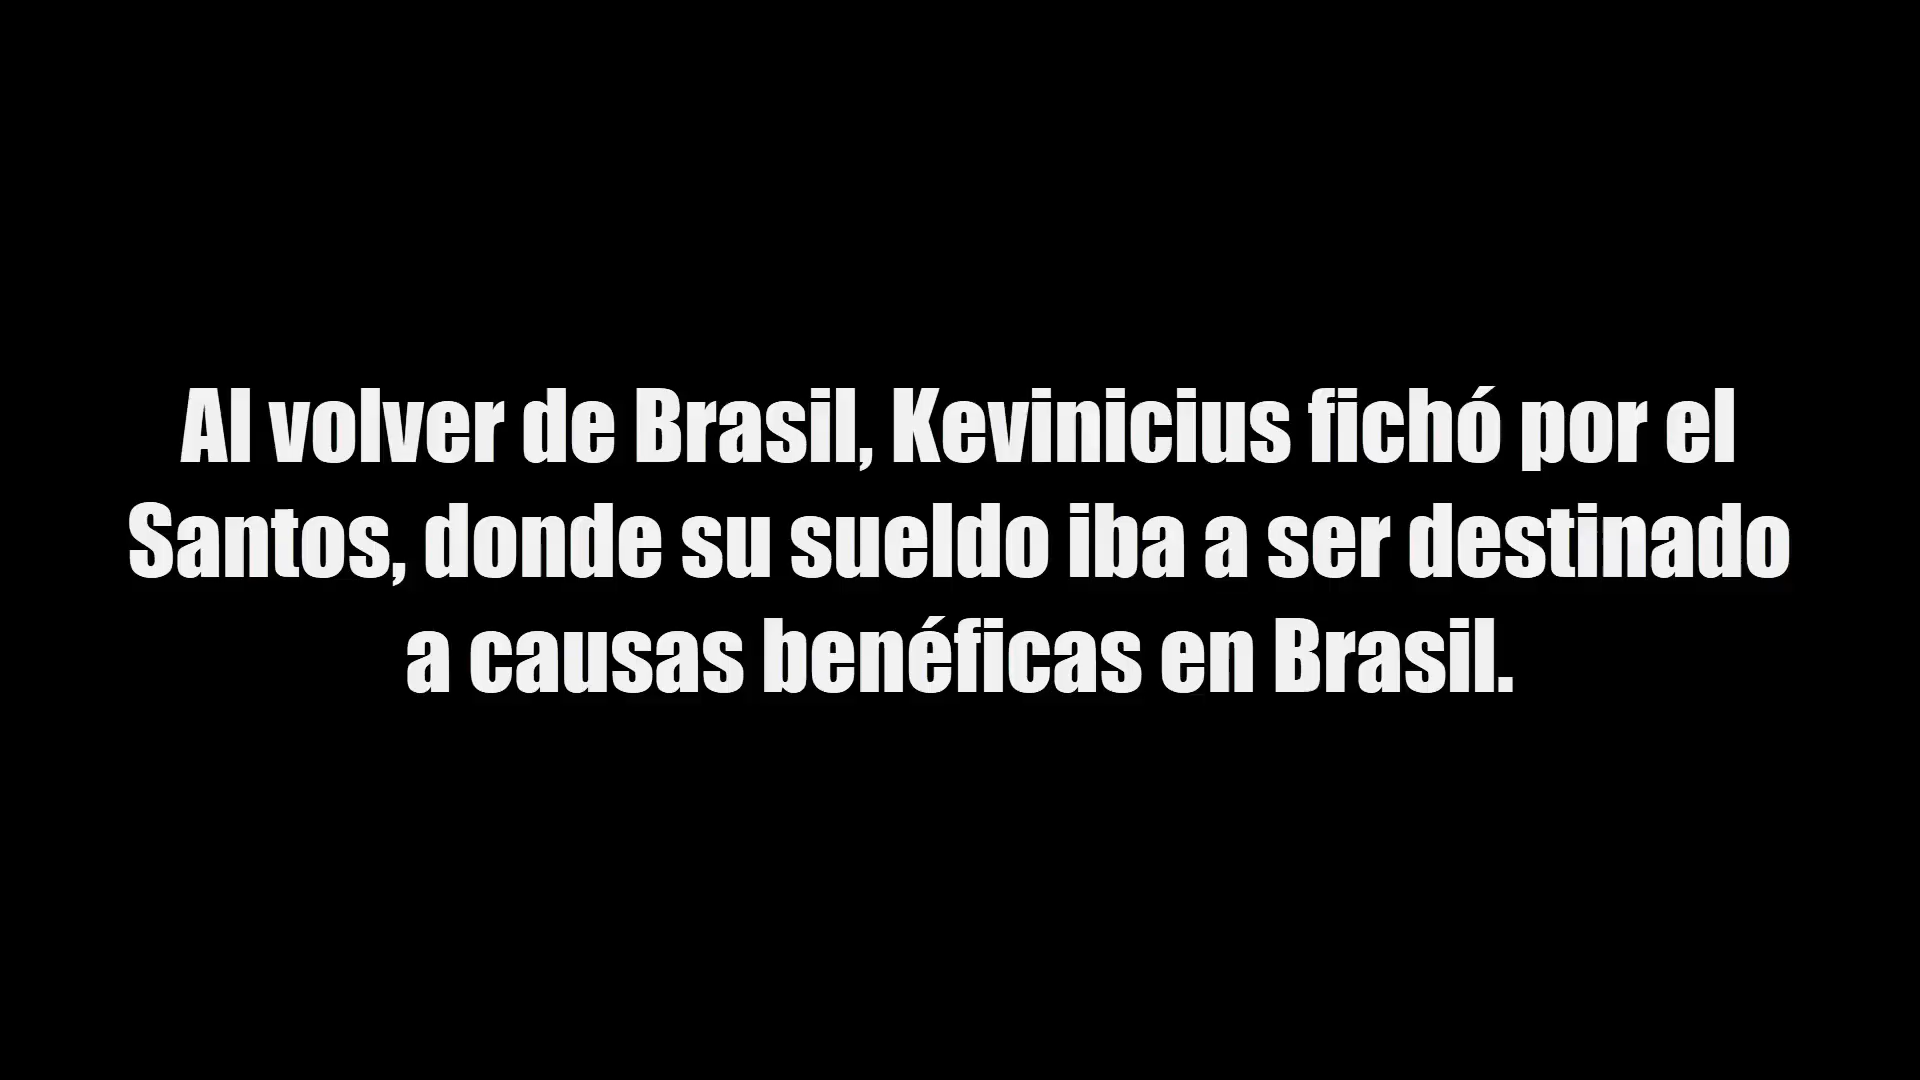 Al volver de Brasil, Kevinicius fichó por el
Santos, donde su sueldo iba a ser destinado
a causas benéficas en Brasil.